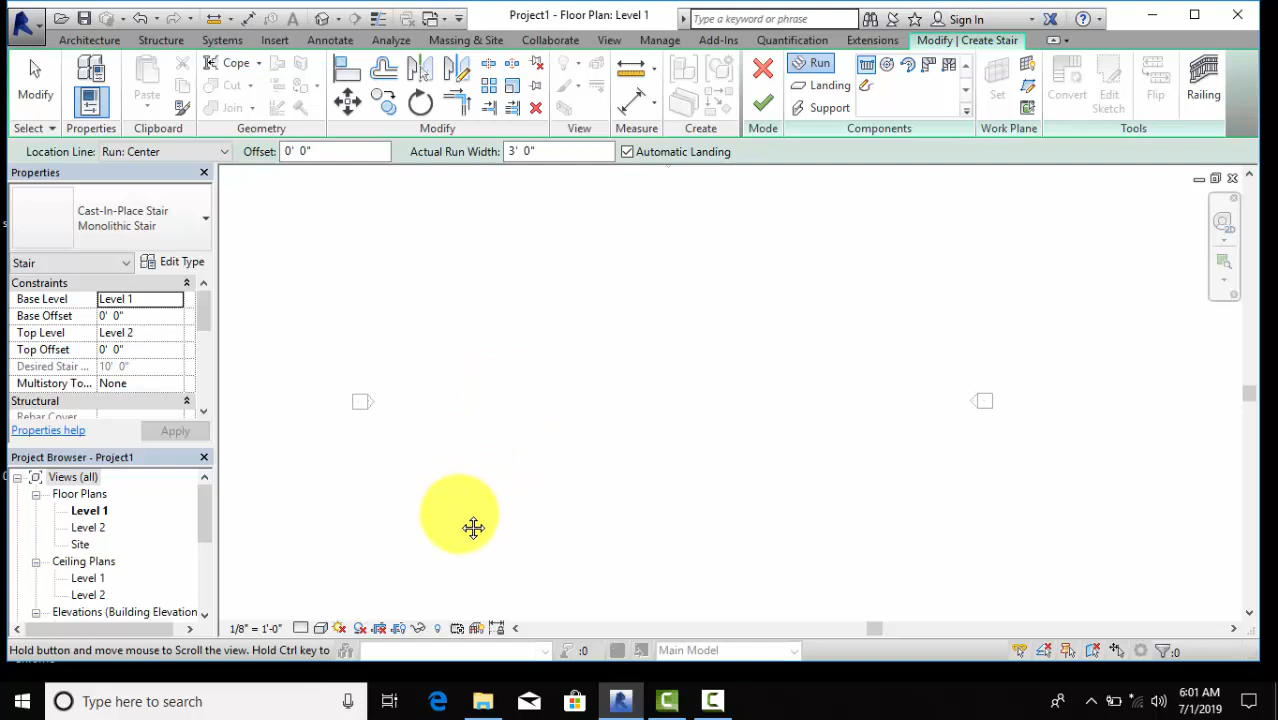 Project1 - Floor Plan: Level 1
Type a keyword or phrase
Sign In
Architecture Structure Systems Insert Annotate Analyze Massing & Site Collaborate View Manage Add-Ins Quantification Extensions Modify | Create Stair
Modify
Paste
Cope
Cut
Join
Run
Landing
Support
Set
Convert
Edit
Sketch
Flip
Railing
Select Properties Clipboard Geometry Modify View Measure Create Mode Components Work Plane Tools
Location Line: Run: Center Offset: 0' 0" Actual Run Width: 3' 0" Automatic Landing
Properties
Cast-In-Place Stair
Monolithic Stair
Stair Edit Type
Constraints
Base Level Level 1
Base Offset 0' 0"
Top Level Level 2
Top Offset 0' 0"
Desired Stair ... 10' 0"
Multistory To... None
Structural
Rebar Cover
Properties help Apply
Project Browser - Project1
Views (all)
Floor Plans
Level 1
Level 2
Site
Ceiling Plans
Level 1
Level 2
Elevations (Building Elevation
2D
1/8" = 1'-0"
Hold button and move mouse to Scroll the view. Hold Ctrl key to
:0
Main Model
:0
Type here to search
6:01 AM
7/1/2019